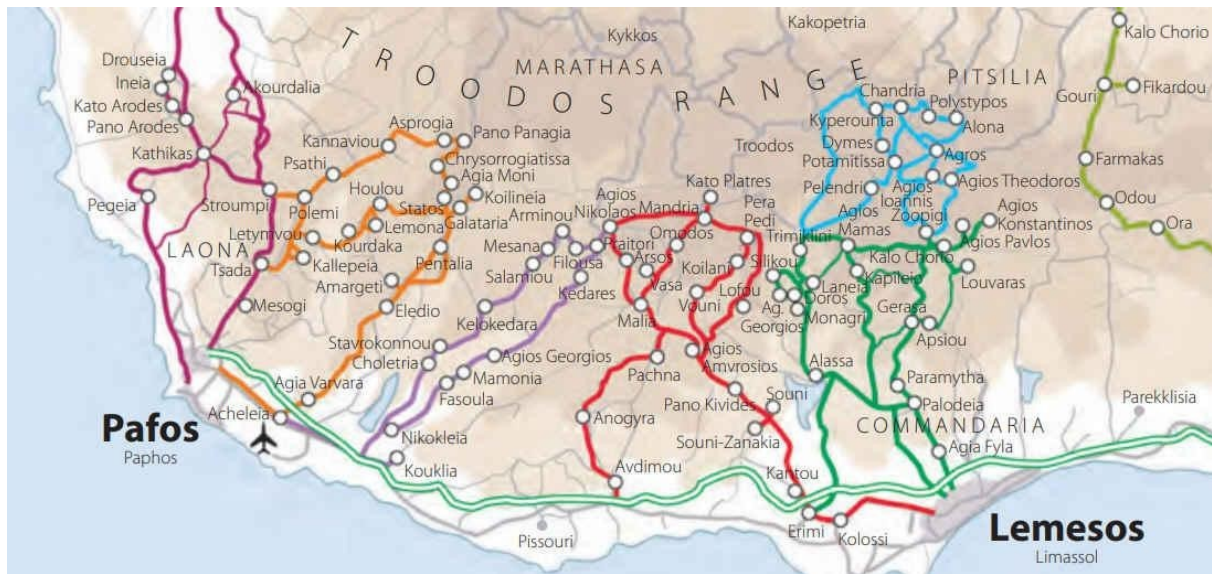 Kakopetria
Kalo Chorio
Kykkos
TROODOS RANGE
MARATHASA
PITSILIA
Drouseia
Ineia
Akourdalia
Kato Arodes
Pano Arodes
Kathikas
Pegeia
Stroumpi
LAONA
Tsada
Mesogi
Asprogia
Pano Panagia
Kannaviou
Psathi
Chrysorrogiatissa
Agia Moni
Koilineia
Houlou
Polemi
Statos
Galataria
Letymvou
Lemona
Kourdaka
Kallepeia
Pentalia
Amargeti
Eledio
Arminou
Agios
Nikolaos
Mesana
Praitori
Filousa
Salamiou
Kedares
Kelokedara
Stavrokonnou
Choletria
Agios Georgios
Mamonia
Fasoula
Nikokleia
Kouklia
Agia Varvara
Acheleia
Pafos
Paphos
Kato Platres
Mandria
Pera
Pedi
Omodos
Arsos
Vasa
Koilani
Vouni
Lofou
Malia
Pachna
Agios
Amvrosios
Anogyra
Pano Kivides
Souni
Souni-Zanakia
Avdimou
Kantou
Erimi
Kolossi
Pissouri
Troodos
Chandria
Polystypos
Kyperounta
Alona
Dymes
Potamitissa
Agros
Pelendri
Agios
Ioannis
Agios Theodoros
Zoopigi
Agios
Mamas
Agios
Konstantinos
Agios Pavlos
Trimiklini
Kalo Chorio
Silikou
Kapileio
Louvaras
Laneia
Doros
Ag.
Georgios
Monagri
Gerasa
Apsiou
Alassa
Paramytha
Palodeia
COMMANDARIA
Agia Fyla
Parekklisia
Gouri
Fikardou
Farmakas
Odou
Ora
Lemesos
Limassol